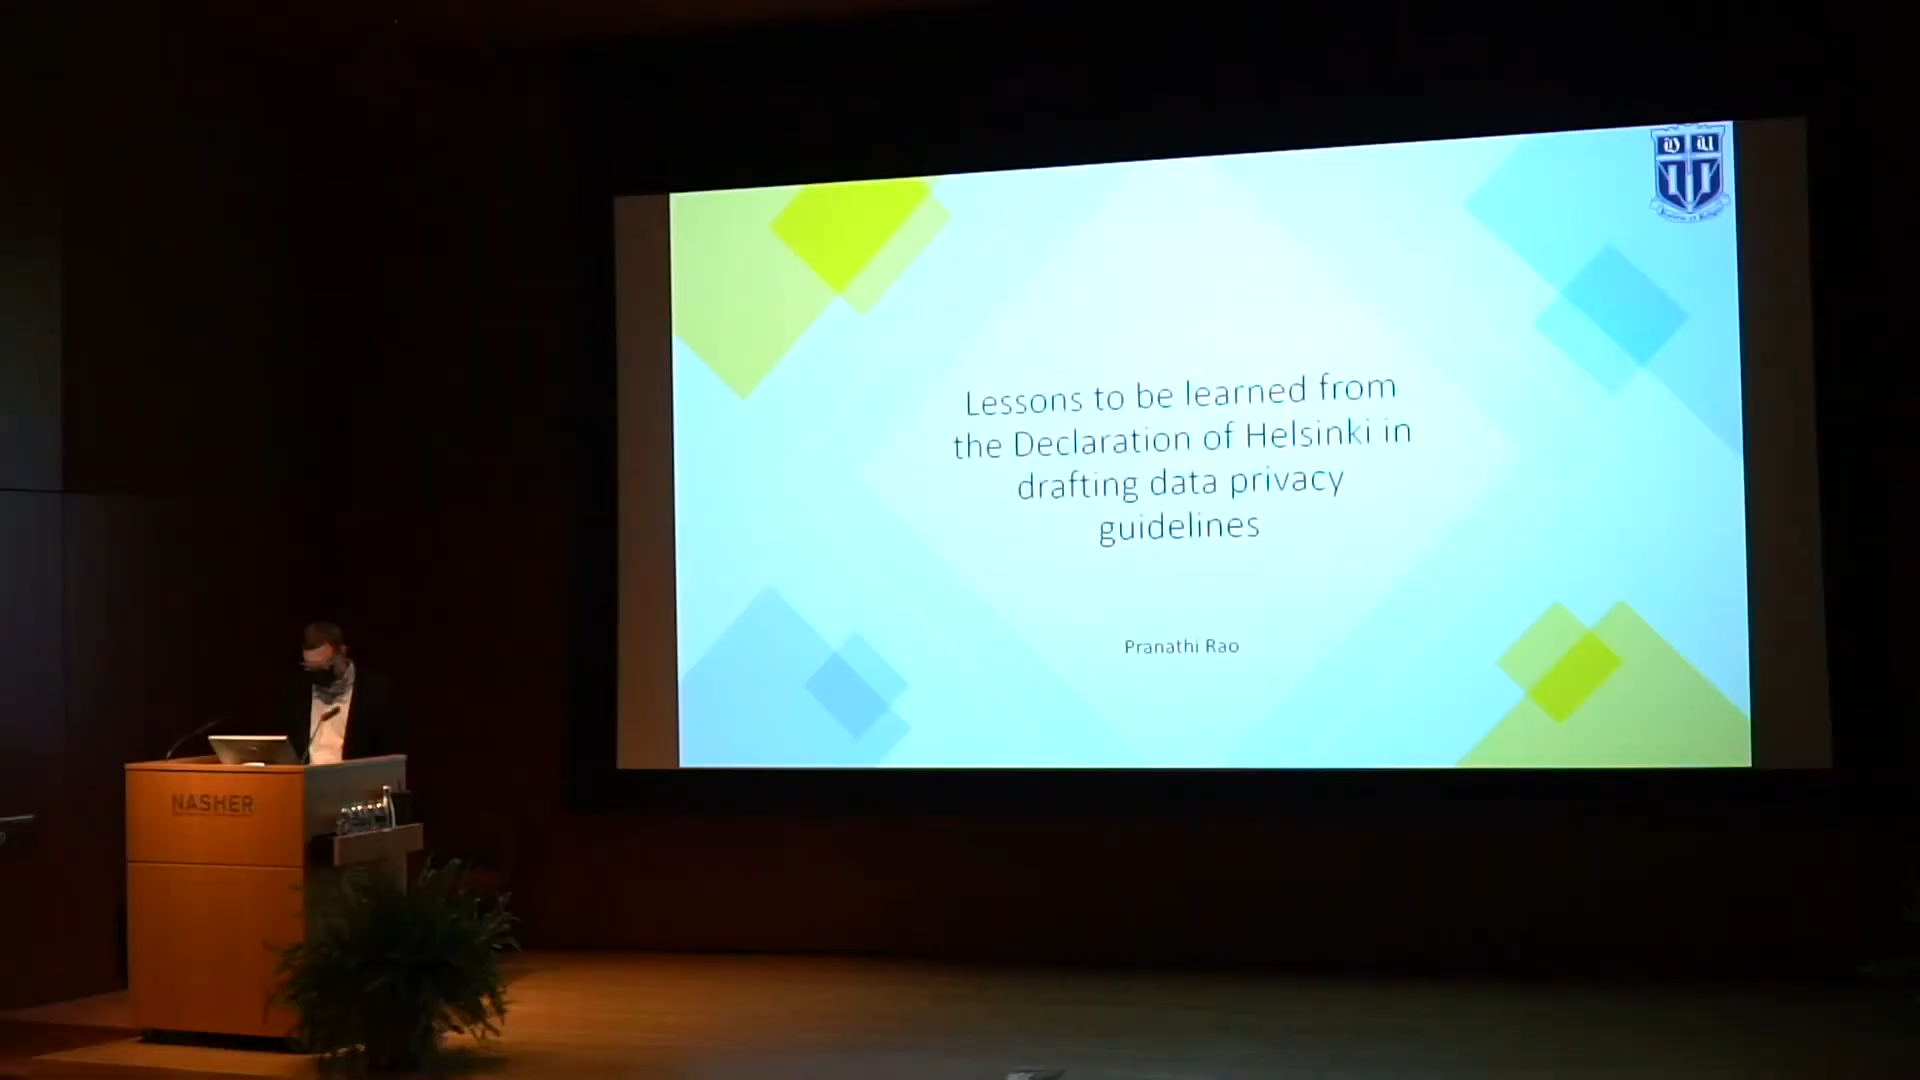 D U
Lessons to be learned from
the Declaration of Helsinki in
drafting data privacy
guidelines
Pranathi Rao
NASHER